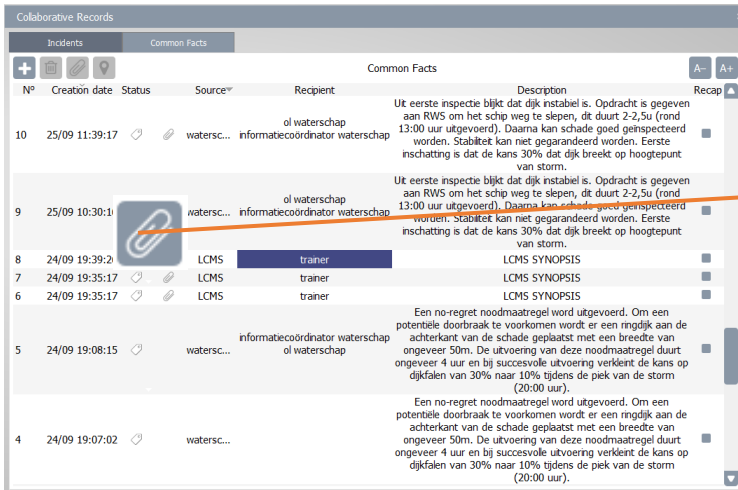 Collaborative Records
Incidents Common Facts
Common Facts A- A+
Nº Creation date Status Source Recipient Description Recap
10 25/09 11:39:17 watersc... ol waterschap informatiecoördinator waterschap
Uit eerste inspectie blijkt dat dijk instabiel is. Opdracht is gegeven
aan RWS om het schip weg te slepen, dit duurt 2-2,5u (rond
13:00 uur uitgevoerd). Daarna kan schade goed geïnspecteerd
worden. Stabiliteit kan niet gegarandeerd worden. Eerste
inschatting is dat de kans 30% dat dijk breekt op hoogtepunt
van storm.
9 25/09 10:30:1 watersc... ol waterschap informatiecoördinator waterschap
Uit eerste inspectie blijkt dat dijk instabiel is. Opdracht is gegeven
aan RWS om het schip weg te slepen, dit duurt 2-2,5u (rond
13:00 uur uitgevoerd). Daarna kan schade goed geïnspecteerd
worden. Stabiliteit kan niet gegarandeerd worden. Eerste
inschatting is dat de kans 30% dat dijk breekt op hoogtepunt
van storm.
8 24/09 19:39:2 LCMS trainer LCMS SYNOPSIS
7 24/09 19:35:17 LCMS trainer LCMS SYNOPSIS
6 24/09 19:35:17 LCMS trainer LCMS SYNOPSIS
5 24/09 19:08:15 watersc... informatiecoördinator waterschap ol waterschap
Een no-regret noodmaatregel word uitgevoerd. Om een
potentiële doorbraak te voorkomen wordt er een ringdijk aan de
achterkant van de schade geplaatst met een breedte van
ongeveer 50m. De uitvoering van deze noodmaatregel duurt
ongeveer 4 uur en bij succesvolle uitvoering verkleint de kans op
dijkfalen van 30% naar 10% tijdens de piek van de storm
(20:00 uur).
4 24/09 19:07:02 watersc...
Een no-regret noodmaatregel word uitgevoerd. Om een
potentiële doorbraak te voorkomen wordt er een ringdijk aan de
achterkant van de schade geplaatst met een breedte van
ongeveer 50m. De uitvoering van deze noodmaatregel duurt
ongeveer 4 uur en bij succesvolle uitvoering verkleint de kans op
dijkfalen van 30% naar 10% tijdens de piek van de storm
(20:00 uur).